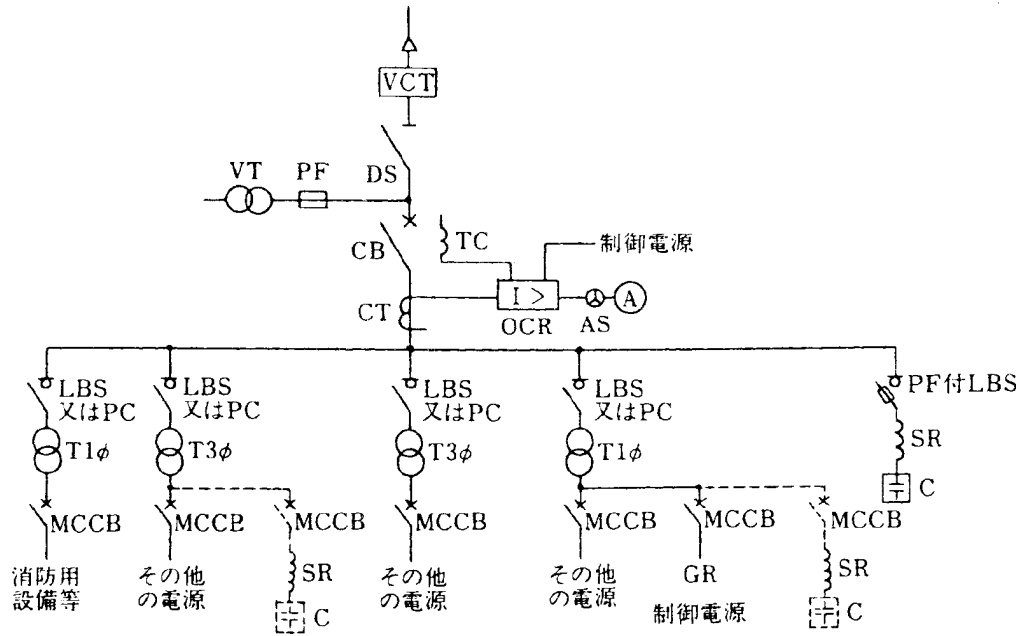 VCT
VT
PF
DS
CB
TC
制御電源
CT
I >
OCR
AS
A
LBS
又はPC
T1φ
MCCB
消防用
設備等
LBS
又はPC
T3φ
MCCB
その他
の電源
MCCB
SR
C
LBS
又はPC
T3φ
MCCB
その他
の電源
LBS
又はPC
T1φ
MCCB
その他
の電源
MCCB
GR
制御電源
MCCB
SR
C
PF付LBS
SR
C